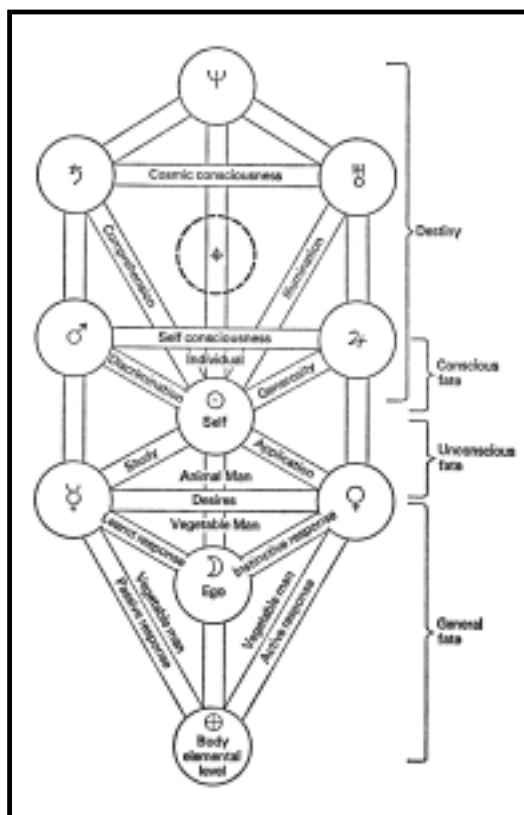 Ψ
♄
♅
Cosmic consciousness
Comprehension
Illumination
Destiny
♂
♃
Self consciousness
Individual
Discrimination
Generosity
Conscious
fate
☉
Self
Study
Application
Animal Man
Unconscious
fate
☿
♀
Desires
Vegetable Man
Learnt response
Instinctive response
☽
Ego
Vegetable man
Passive response
Vegetable man
Active response
General
fate
⊕
Body
elemental
level